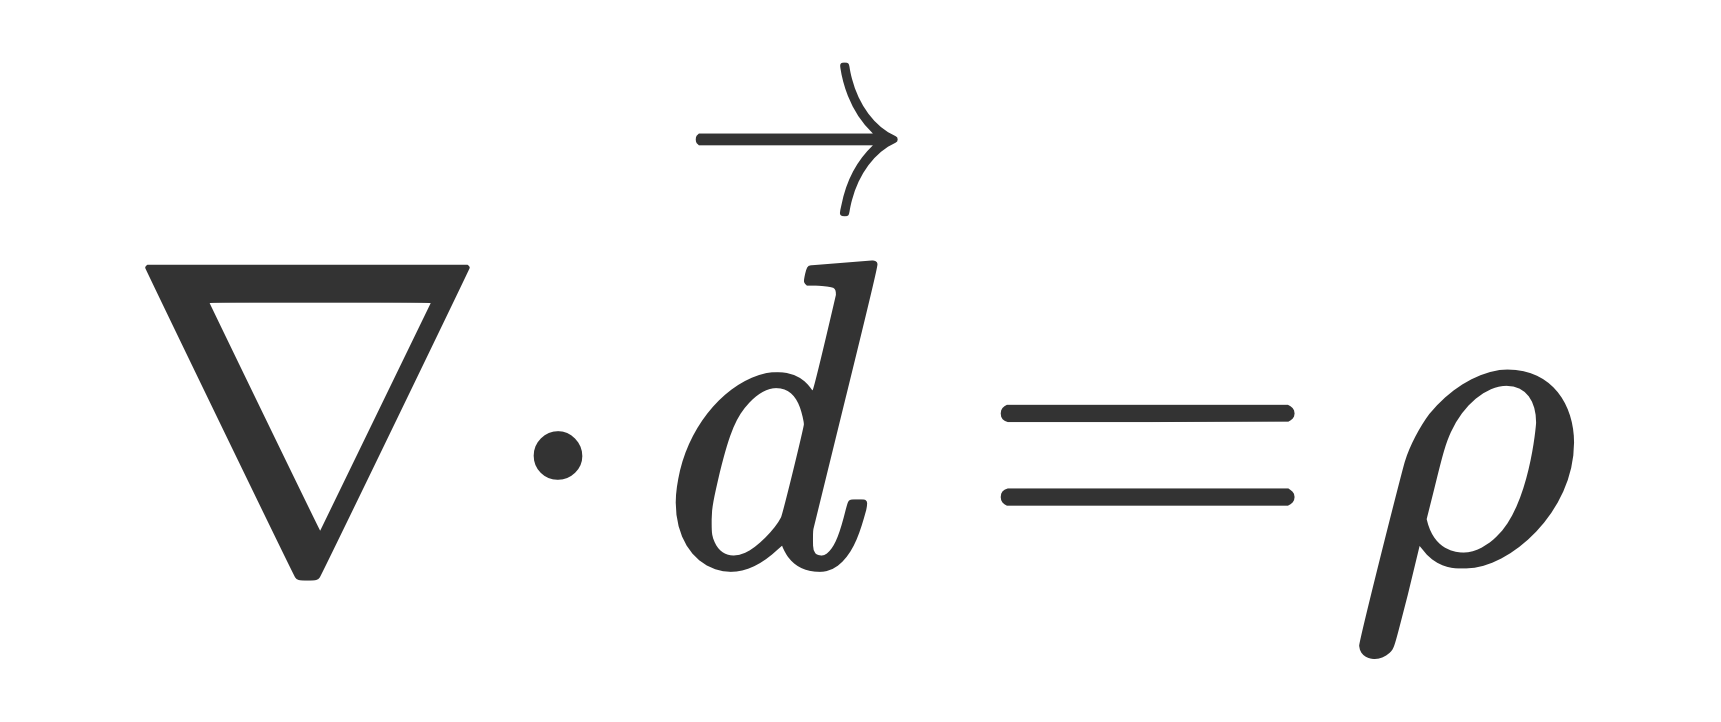 ∇ · d⃗ = ρ